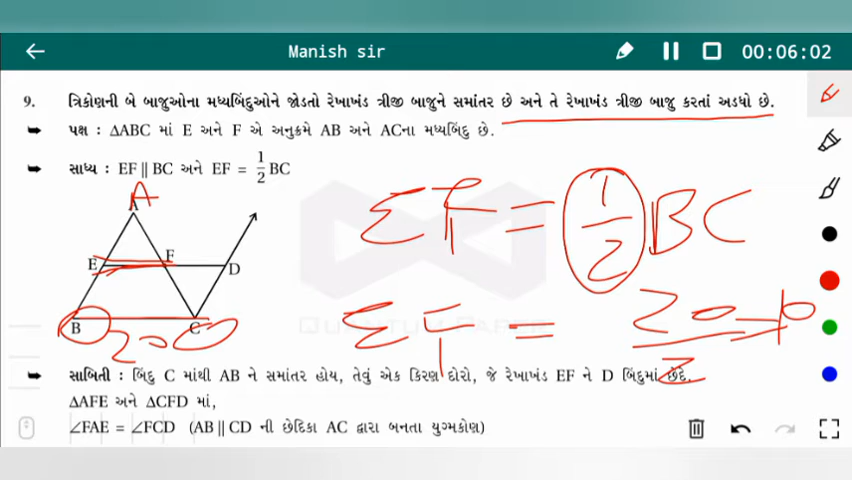 Manish sir
00:06:02
9. ત્રિકોણની બે બાજુઓના મધ્યબિંદુઓને જોડતો રેખાખંડ ત્રીજી બાજુને સમાંતર છે અને તે રેખાખંડ ત્રીજી બાજુ કરતાં અડધો છે.
➥ પક્ષ : ΔABC માં E અને F એ અનુક્રમે AB અને ACના મધ્યબિંદુ છે.
➥ સાધ્ય : EF || BC અને EF = 1/2 BC
A
A
E F D
B C
20
EF = 1/2 BC
EF = 20/2
➥ સાબિતી : બિંદુ C માંથી AB ને સમાંતર હોય, તેવું એક કિરણ દોરો, જે રેખાખંડ EF ને D બિંદુમાં છેદે.
ΔAFE અને ΔCFD માં,
∠FAE = ∠FCD (AB || CD ની છેદિકા AC દ્વારા બનતા યુગ્મકોણ)